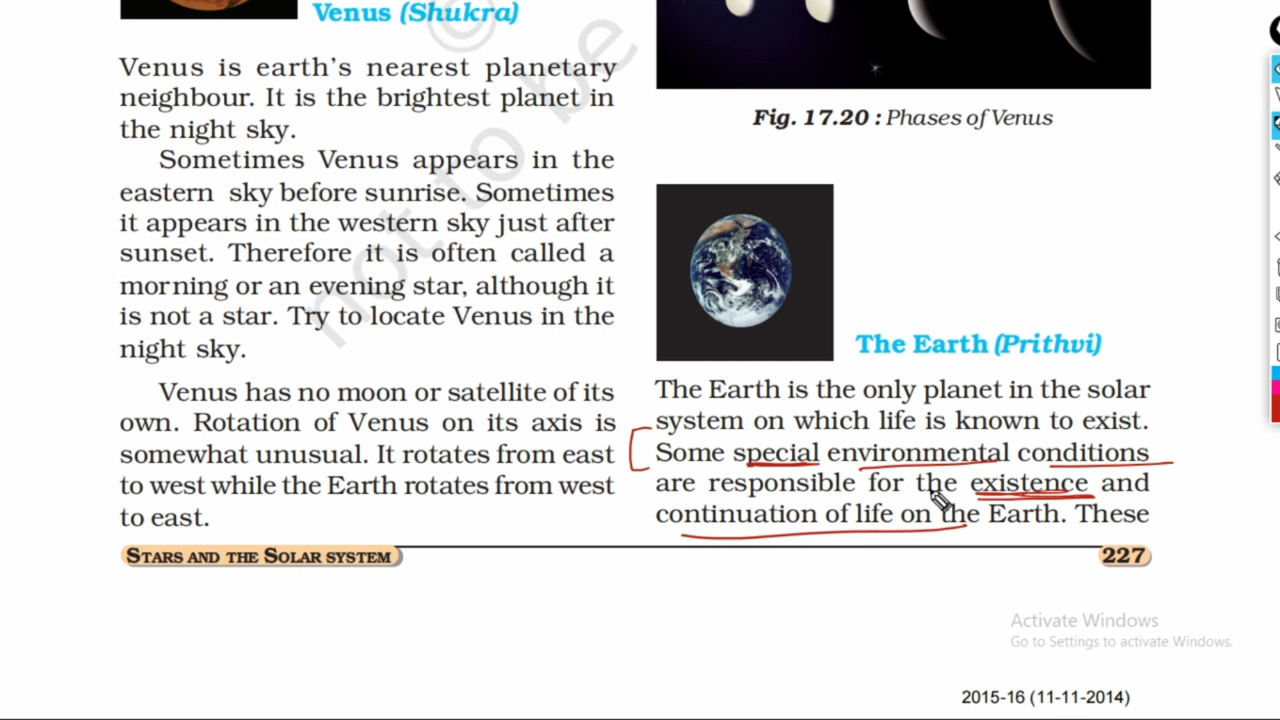 Venus (Shukra)
Venus is earth's nearest planetary
neighbour. It is the brightest planet in
the night sky.
Sometimes Venus appears in the
eastern sky before sunrise. Sometimes
it appears in the western sky just after
sunset. Therefore it is often called a
morning or an evening star, although it
is not a star. Try to locate Venus in the
night sky.
Venus has no moon or satellite of its
own. Rotation of Venus on its axis is
somewhat unusual. It rotates from east
to west while the Earth rotates from west
to east.
Fig. 17.20 : Phases of Venus
The Earth (Prithvi)
The Earth is the only planet in the solar
system on which life is known to exist.
Some special environmental conditions
are responsible for the existence and
continuation of life on the Earth. These
STARS AND THE SOLAR SYSTEM
227
© not to be
Activate Windows
Go to Settings to activate Windows.
2015-16 (11-11-2014)